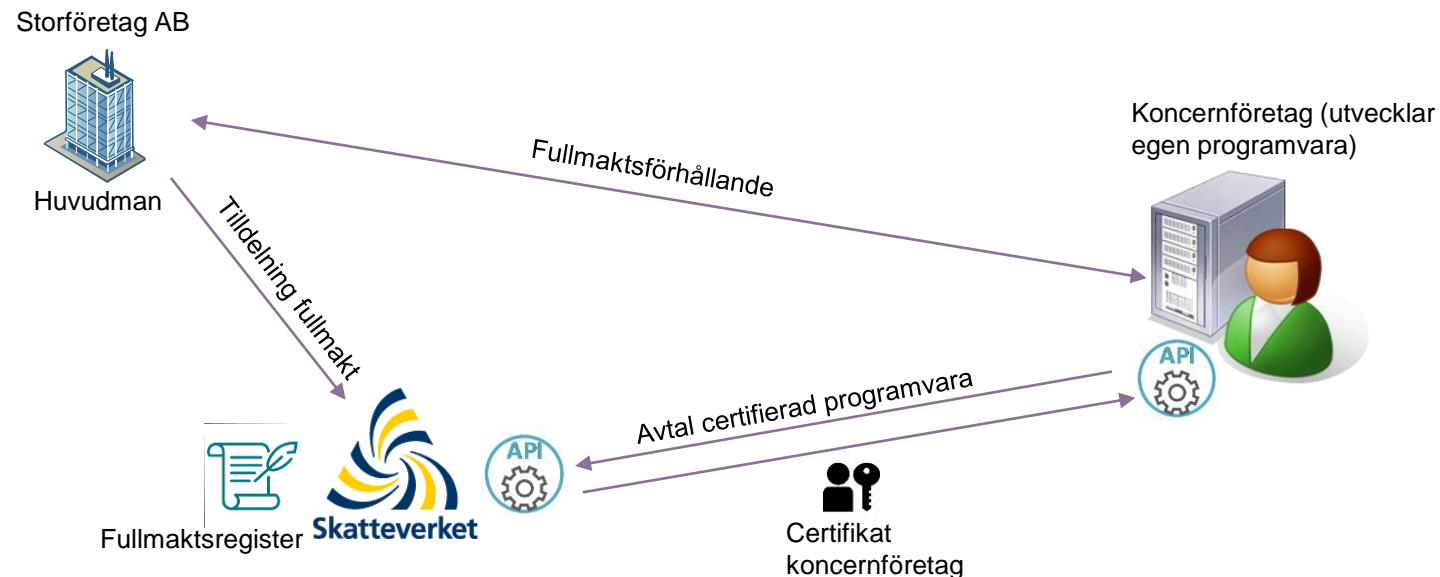 Storföretag AB
Huvudman
Koncernföretag (utvecklar
egen programvara)
Fullmaktsförhållande
Tilldelning fullmakt
API
Avtal certifierad programvara
API
Fullmaktsregister
Skatteverket
Certifikat
koncernföretag